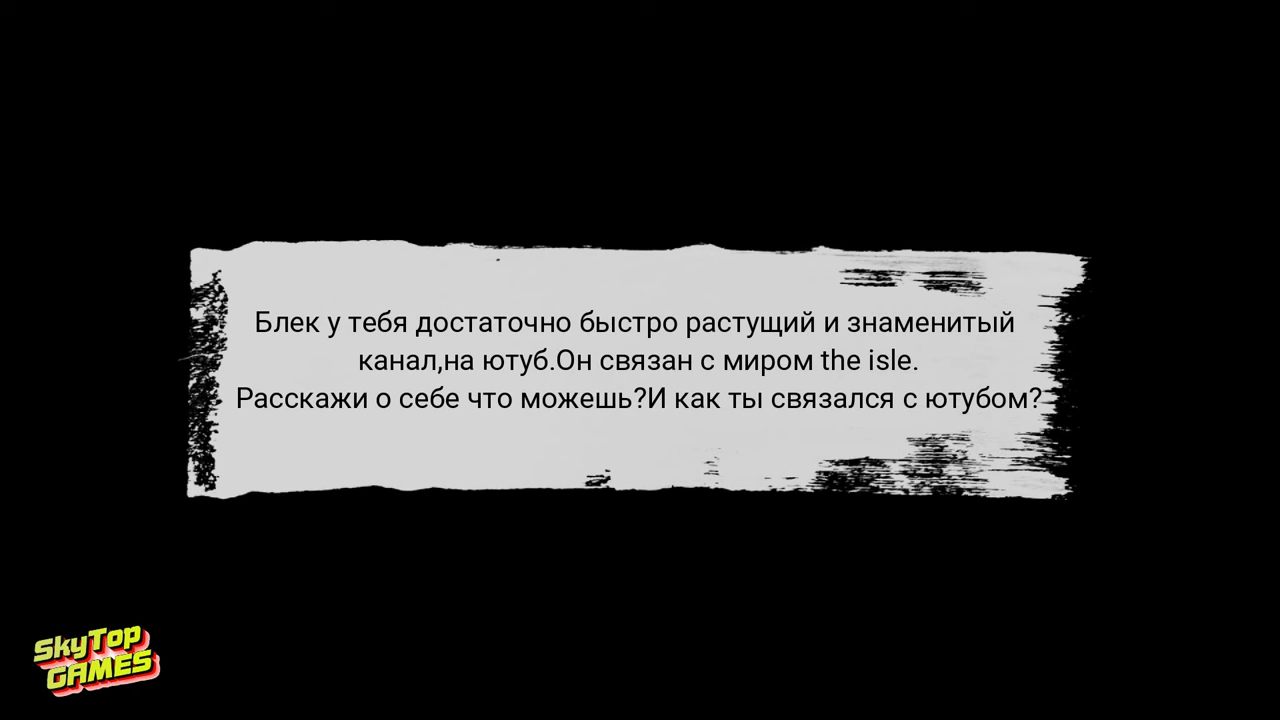 Блек у тебя достаточно быстро растущий и знаменитый
канал,на ютуб.Он связан с миром the isle.
Расскажи о себе что можешь?И как ты связался с ютубом?
SkyTop
GAMES